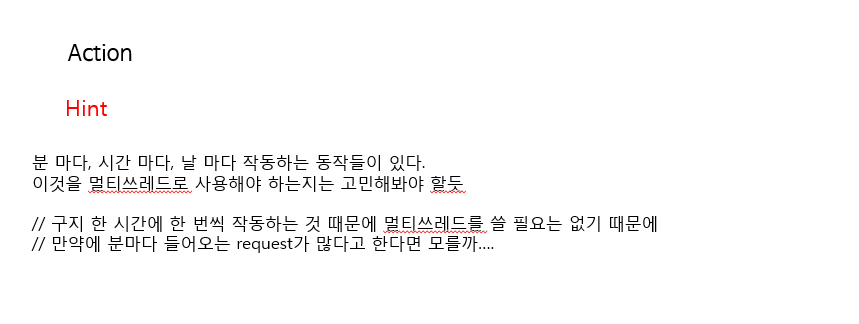 Action
Hint
분 마다, 시간 마다, 날 마다 작동하는 동작들이 있다.
이것을 멀티쓰레드로 사용해야 하는지는 고민해봐야 할듯
// 구지 한 시간에 한 번씩 작동하는 것 때문에 멀티쓰레드를 쓸 필요는 없기 때문에
// 만약에 분마다 들어오는 request가 많다고 한다면 모를까....